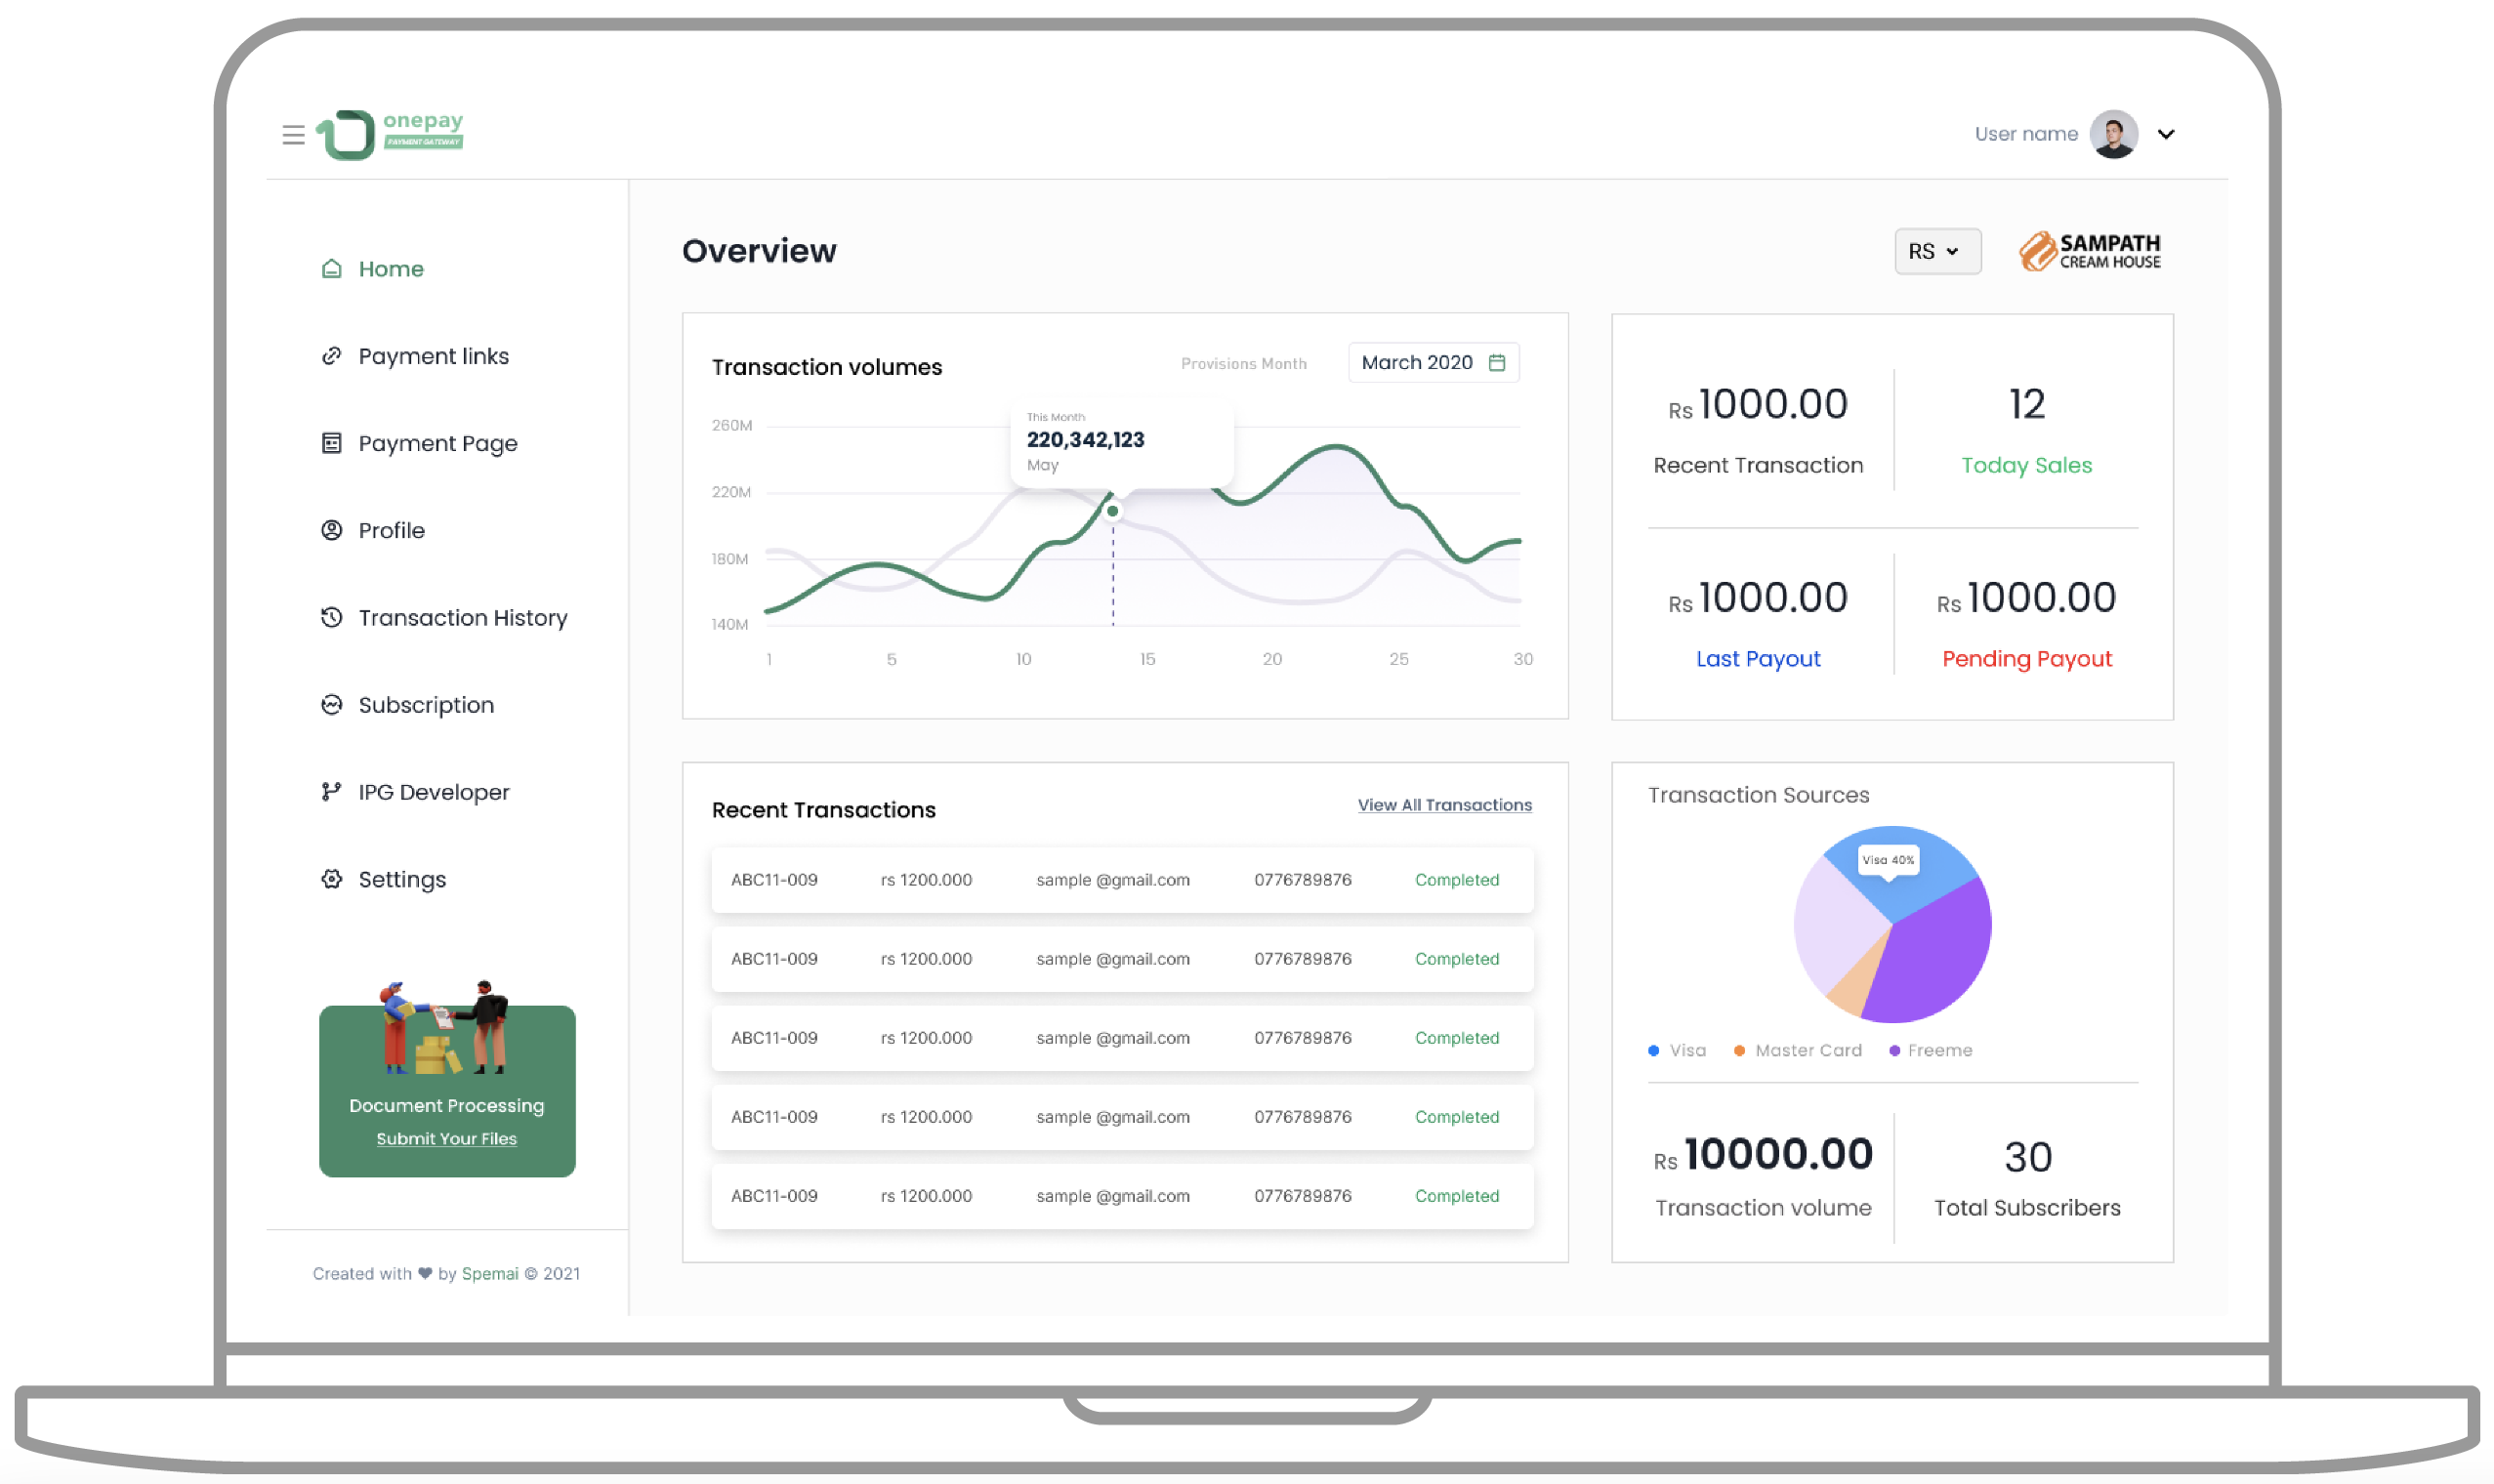 onepay
PAYMENT GATEWAY
User name
Home
Payment links
Payment Page
Profile
Transaction History
Subscription
IPG Developer
Settings
Document Processing
Submit Your Files
Created with ♥ by Spemai © 2021
Overview
RS
SAMPATH
CREAM HOUSE
Transaction volumes
Provisions Month
March 2020
This Month
220,342,123
May
260M
220M
180M
140M
1 5 10 15 20 25 30
Rs 1000.00
Recent Transaction
12
Today Sales
Rs 1000.00
Last Payout
Rs 1000.00
Pending Payout
Recent Transactions
View All Transactions
ABC11-009 rs 1200.000 sample @gmail.com 0776789876 Completed
ABC11-009 rs 1200.000 sample @gmail.com 0776789876 Completed
ABC11-009 rs 1200.000 sample @gmail.com 0776789876 Completed
ABC11-009 rs 1200.000 sample @gmail.com 0776789876 Completed
ABC11-009 rs 1200.000 sample @gmail.com 0776789876 Completed
Transaction Sources
Visa 40%
Visa Master Card Freeme
Rs 10000.00
Transaction volume
30
Total Subscribers